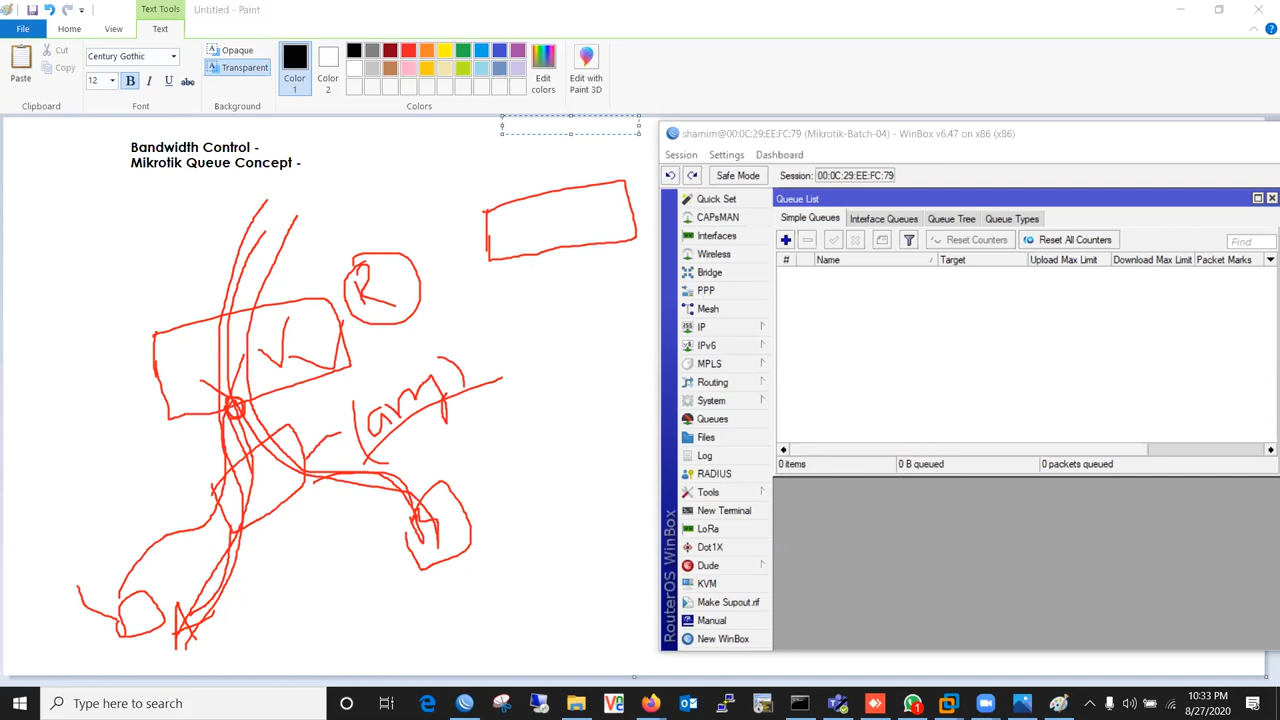 Text Tools
Untitled - Paint
File
Home
View
Text
Paste
Cut
Copy
Clipboard
Century Gothic
12
B I U abc
Font
Opaque
Transparent
Background
Color 1
Color 2
Edit colors
Edit with Paint 3D
Colors
Bandwidth Control -
Mikrotik Queue Concept -
R
shamim@00:0C:29:EE:FC:79 (Mikrotik-Batch-04) - WinBox v6.47 on x86 (x86)
Session Settings Dashboard
Safe Mode Session: 00:0C:29:EE:FC:79
RouterOS WinBox
Quick Set
CAPsMAN
Interfaces
Wireless
Bridge
PPP
Mesh
IP
IPv6
MPLS
Routing
System
Queues
Files
Log
RADIUS
Tools
New Terminal
LoRa
Dot1X
Dude
KVM
Make Supout.rif
Manual
New WinBox
Queue List
Simple Queues Interface Queues Queue Tree Queue Types
Reset Counters Reset All Counters Find
# Name Target Upload Max Limit Download Max Limit Packet Marks
0 items 0 B queued 0 packets queued
Type here to search
10:33 PM
8/27/2020